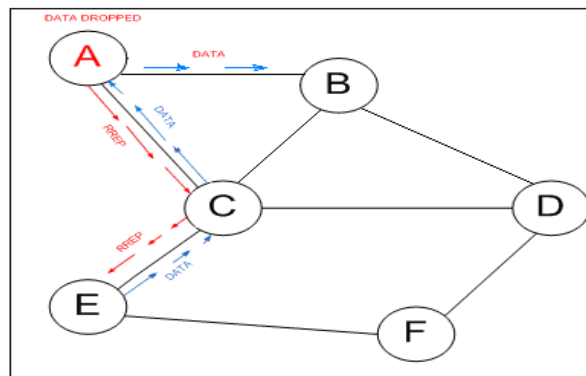 DATA DROPPED
A
DATA
B
DATA
RREP
C
D
RREP
DATA
E
F